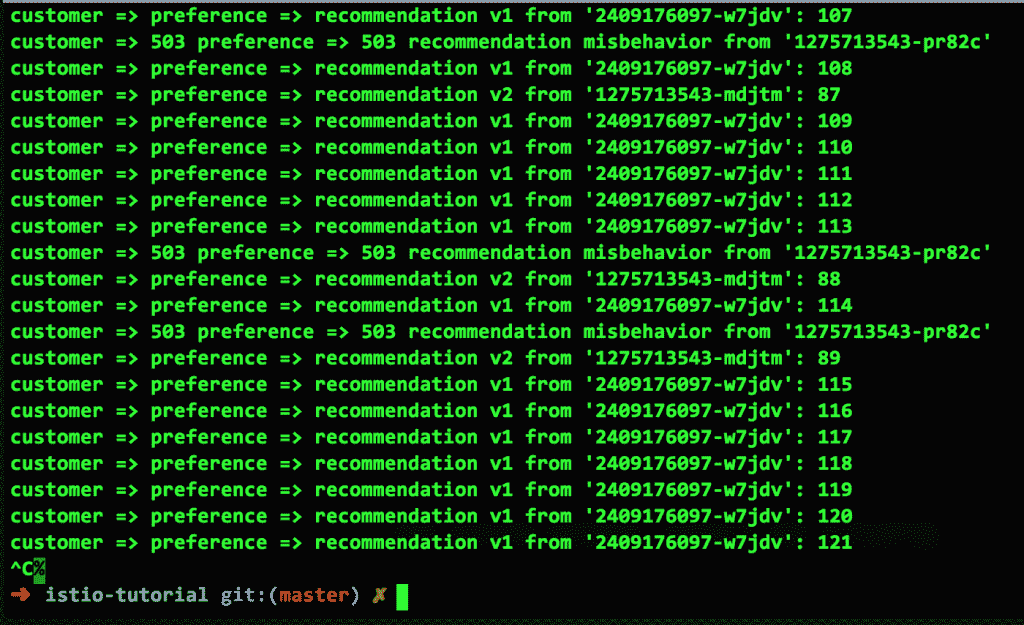 customer => preference => recommendation v1 from '2409176097-w7jdv': 107
customer => 503 preference => 503 recommendation misbehavior from '1275713543-pr82c'
customer => preference => recommendation v1 from '2409176097-w7jdv': 108
customer => preference => recommendation v2 from '1275713543-mdjtm': 87
customer => preference => recommendation v1 from '2409176097-w7jdv': 109
customer => preference => recommendation v1 from '2409176097-w7jdv': 110
customer => preference => recommendation v1 from '2409176097-w7jdv': 111
customer => preference => recommendation v1 from '2409176097-w7jdv': 112
customer => preference => recommendation v1 from '2409176097-w7jdv': 113
customer => 503 preference => 503 recommendation misbehavior from '1275713543-pr82c'
customer => preference => recommendation v2 from '1275713543-mdjtm': 88
customer => preference => recommendation v1 from '2409176097-w7jdv': 114
customer => 503 preference => 503 recommendation misbehavior from '1275713543-pr82c'
customer => preference => recommendation v2 from '1275713543-mdjtm': 89
customer => preference => recommendation v1 from '2409176097-w7jdv': 115
customer => preference => recommendation v1 from '2409176097-w7jdv': 116
customer => preference => recommendation v1 from '2409176097-w7jdv': 117
customer => preference => recommendation v1 from '2409176097-w7jdv': 118
customer => preference => recommendation v1 from '2409176097-w7jdv': 119
customer => preference => recommendation v1 from '2409176097-w7jdv': 120
customer => preference => recommendation v1 from '2409176097-w7jdv': 121
^C%
➜ istio-tutorial git:(master) ✗